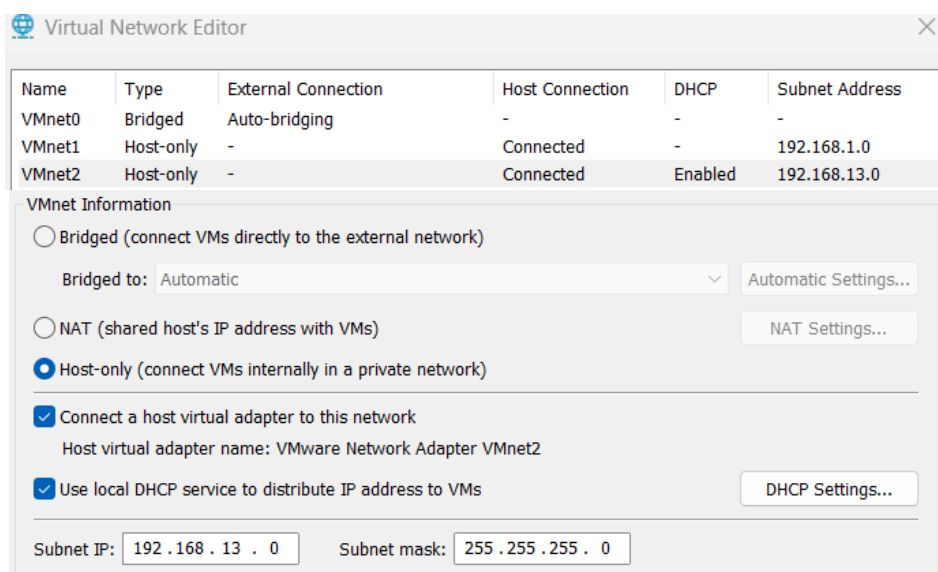 Virtual Network Editor
Name Type External Connection Host Connection DHCP Subnet Address
VMnet0 Bridged Auto-bridging - - -
VMnet1 Host-only - Connected - 192.168.1.0
VMnet2 Host-only - Connected Enabled 192.168.13.0
VMnet Information
Bridged (connect VMs directly to the external network)
Bridged to: Automatic Automatic Settings...
NAT (shared host's IP address with VMs) NAT Settings...
Host-only (connect VMs internally in a private network)
Connect a host virtual adapter to this network
Host virtual adapter name: VMware Network Adapter VMnet2
Use local DHCP service to distribute IP address to VMs DHCP Settings...
Subnet IP: 192 . 168 . 13 . 0 Subnet mask: 255 . 255 . 255 . 0